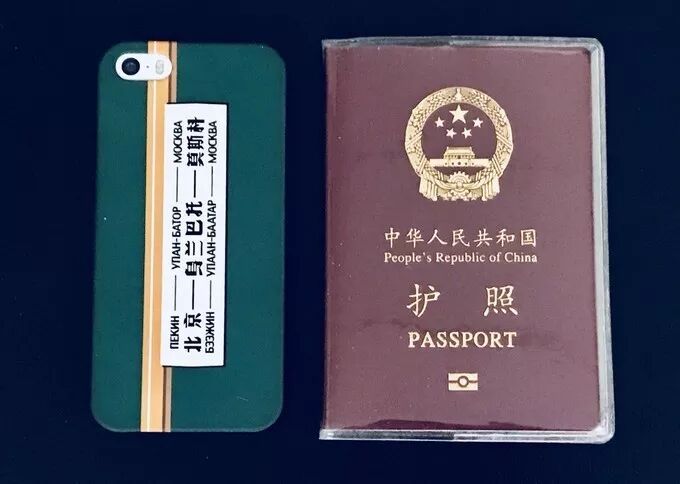 ПЕКИН — УЛАН-БАТОР — МОСКВА
北京—乌兰巴托—莫斯科
БЭЭЖИН — УЛААН-БААТАР — МОСКВА
中华人民共和国
People's Republic of China
护照
PASSPORT